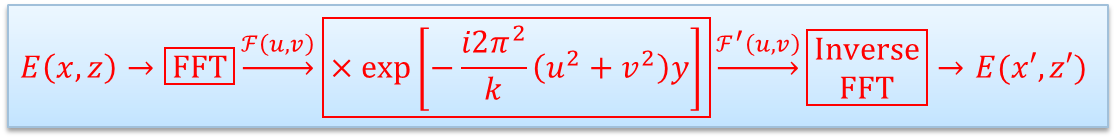 E(x, z) → FFT —ℱ(u,v)→ × exp[−(i2π²/k)(u² + v²)y] —ℱ′(u,v)→ Inverse FFT → E(x′, z′)